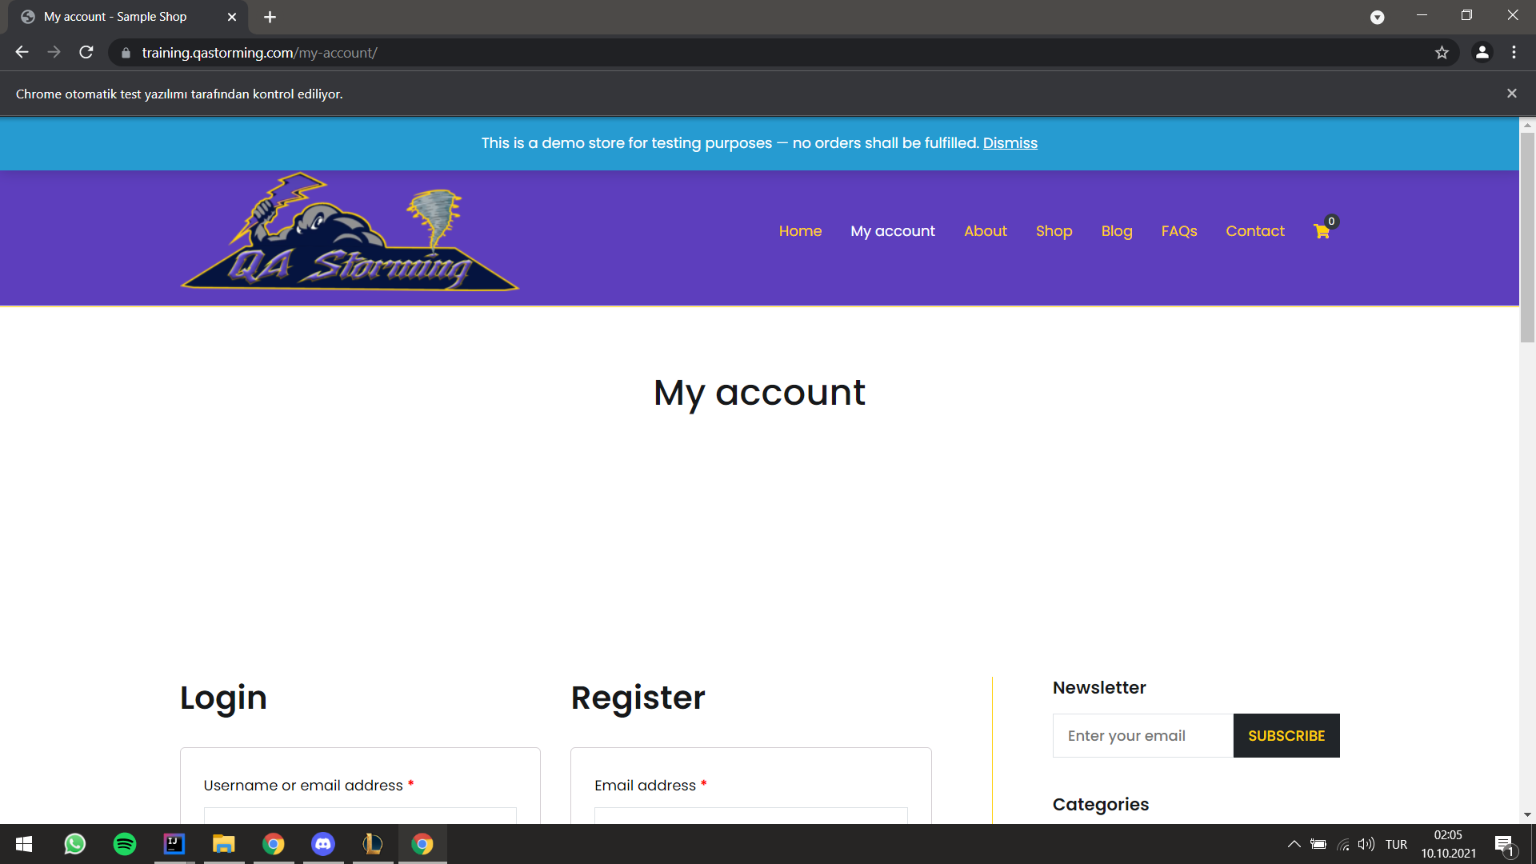 My account - Sample Shop
training.qastorming.com/my-account/
Chrome otomatik test yazılımı tarafından kontrol ediliyor.
This is a demo store for testing purposes — no orders shall be fulfilled. Dismiss
QA Storming
Home My account About Shop Blog FAQs Contact 0
My account
Login Register
Newsletter
Enter your email SUBSCRIBE
Username or email address * Email address *
Categories
IJ
TUR
02:05
10.10.2021
1